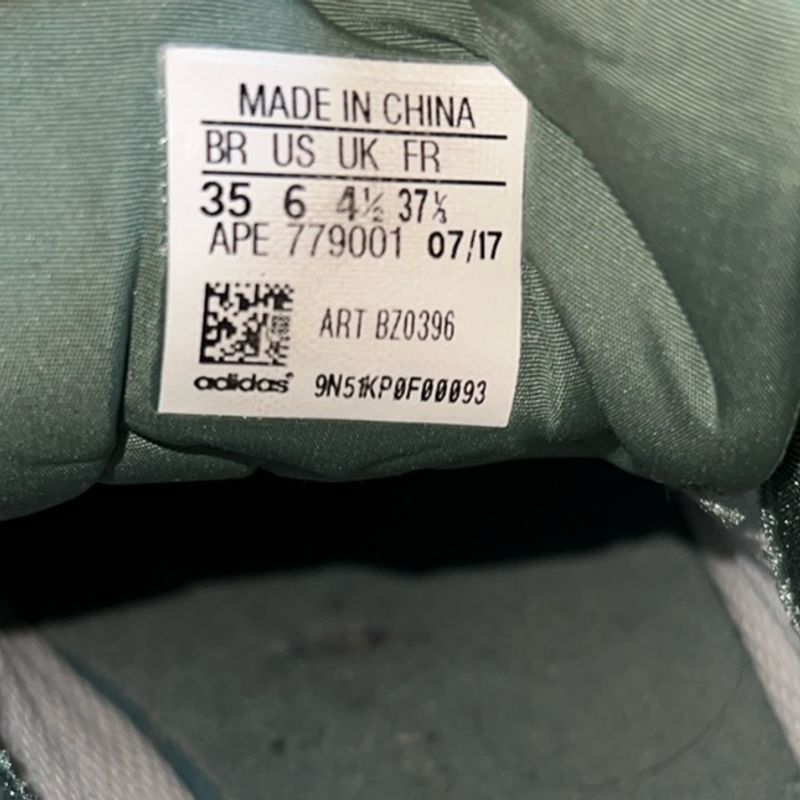 MADE IN CHINA
BR US UK FR
35 6 4½ 37⅓
APE 779001 07/17
ART BZ0396
adidas
9N51KP0F00093